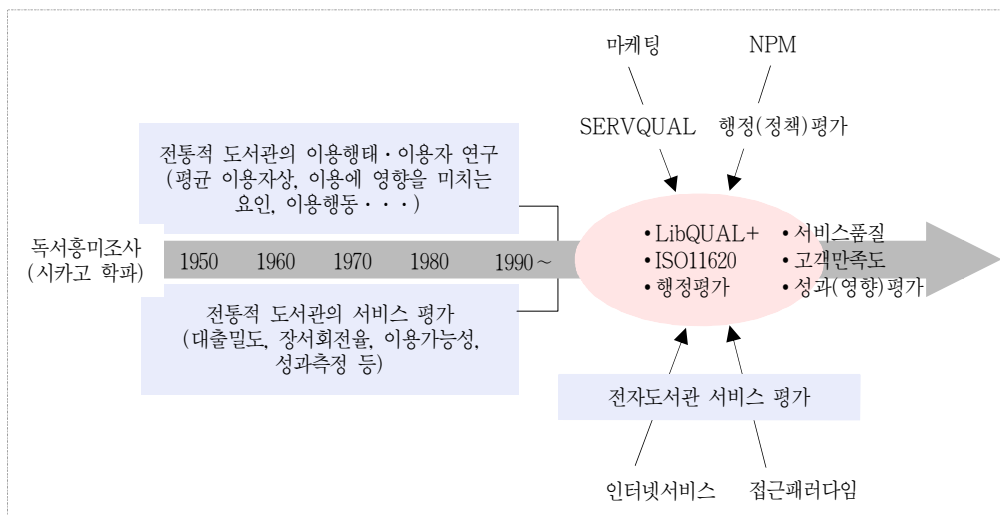 마케팅
NPM
SERVQUAL
행정(정책)평가
전통적 도서관의 이용행태·이용자 연구
(평균 이용자상, 이용에 영향을 미치는
요인, 이용행동···)
독서흥미조사
(시카고 학파)
1950
1960
1970
1980
1990～
•LibQUAL+
•ISO11620
•행정평가
•서비스품질
•고객만족도
•성과(영향)평가
전통적 도서관의 서비스 평가
(대출밀도, 장서회전율, 이용가능성,
성과측정 등)
전자도서관 서비스 평가
인터넷서비스
접근패러다임